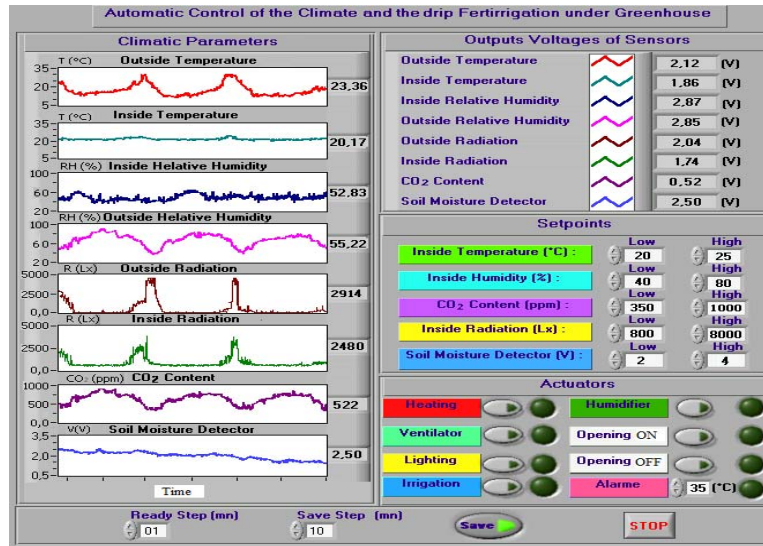 Automatic Control of the Climate and the drip Fertirrigation under Greenhouse
Climatic Parameters
T (°C) Outside Temperature
35-
20-
5-
23,36
T (°C) Inside Temperature
35-
20-
5-
20,17
RH (%) Inside Helative Humidity
100-
60-
20-
52,83
RH (%) Outside Helative Humidity
100-
60-
20-
55,22
R (Lx) Outside Radiation
5000-
2500-
0,0-
2914
R (Lx) Inside Radiation
5000-
2500-
0,0-
2480
CO2 (ppm) CO2 Content
1000-
500-
0,0-
522
V(V) Soil Moisture Detector
3,5-
2,0-
0,5-
2,50
Time
Outputs Voltages of Sensors
Outside Temperature 2,12 (V)
Inside Temperature 1,86 (V)
Inside Relative Humidity 2,87 (V)
Outside Relative Humidity 2,85 (V)
Outside Radiation 2,04 (V)
Inside Radiation 1,74 (V)
CO2 Content 0,52 (V)
Soil Moisture Detector 2,50 (V)
Setpoints
Low High
Inside Temperature (°C) : 20 25
Low High
Inside Humidity (%) : 40 80
Low High
CO2 Content (ppm) : 350 1000
Low High
Inside Radiation (Lx) : 800 8000
Low High
Soil Moisture Detector (V) : 2 4
Actuators
Heating Humidifier
Ventilator Opening ON
Lighting Opening OFF
Irrigation Alarme 35 (°C)
Ready Step (mn) Save Step (mn)
01 10
Save STOP